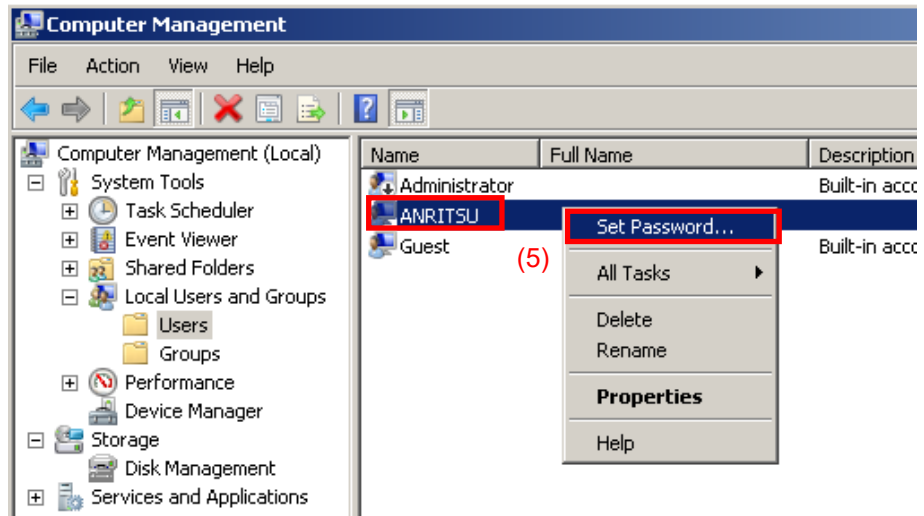 Computer Management
File Action View Help
Computer Management (Local)
System Tools
Task Scheduler
Event Viewer
Shared Folders
Local Users and Groups
Users
Groups
Performance
Device Manager
Storage
Disk Management
Services and Applications
Name Full Name Description
Administrator Built-in acco
ANRITSU
Guest Built-in acco
(5)
Set Password...
All Tasks
Delete
Rename
Properties
Help